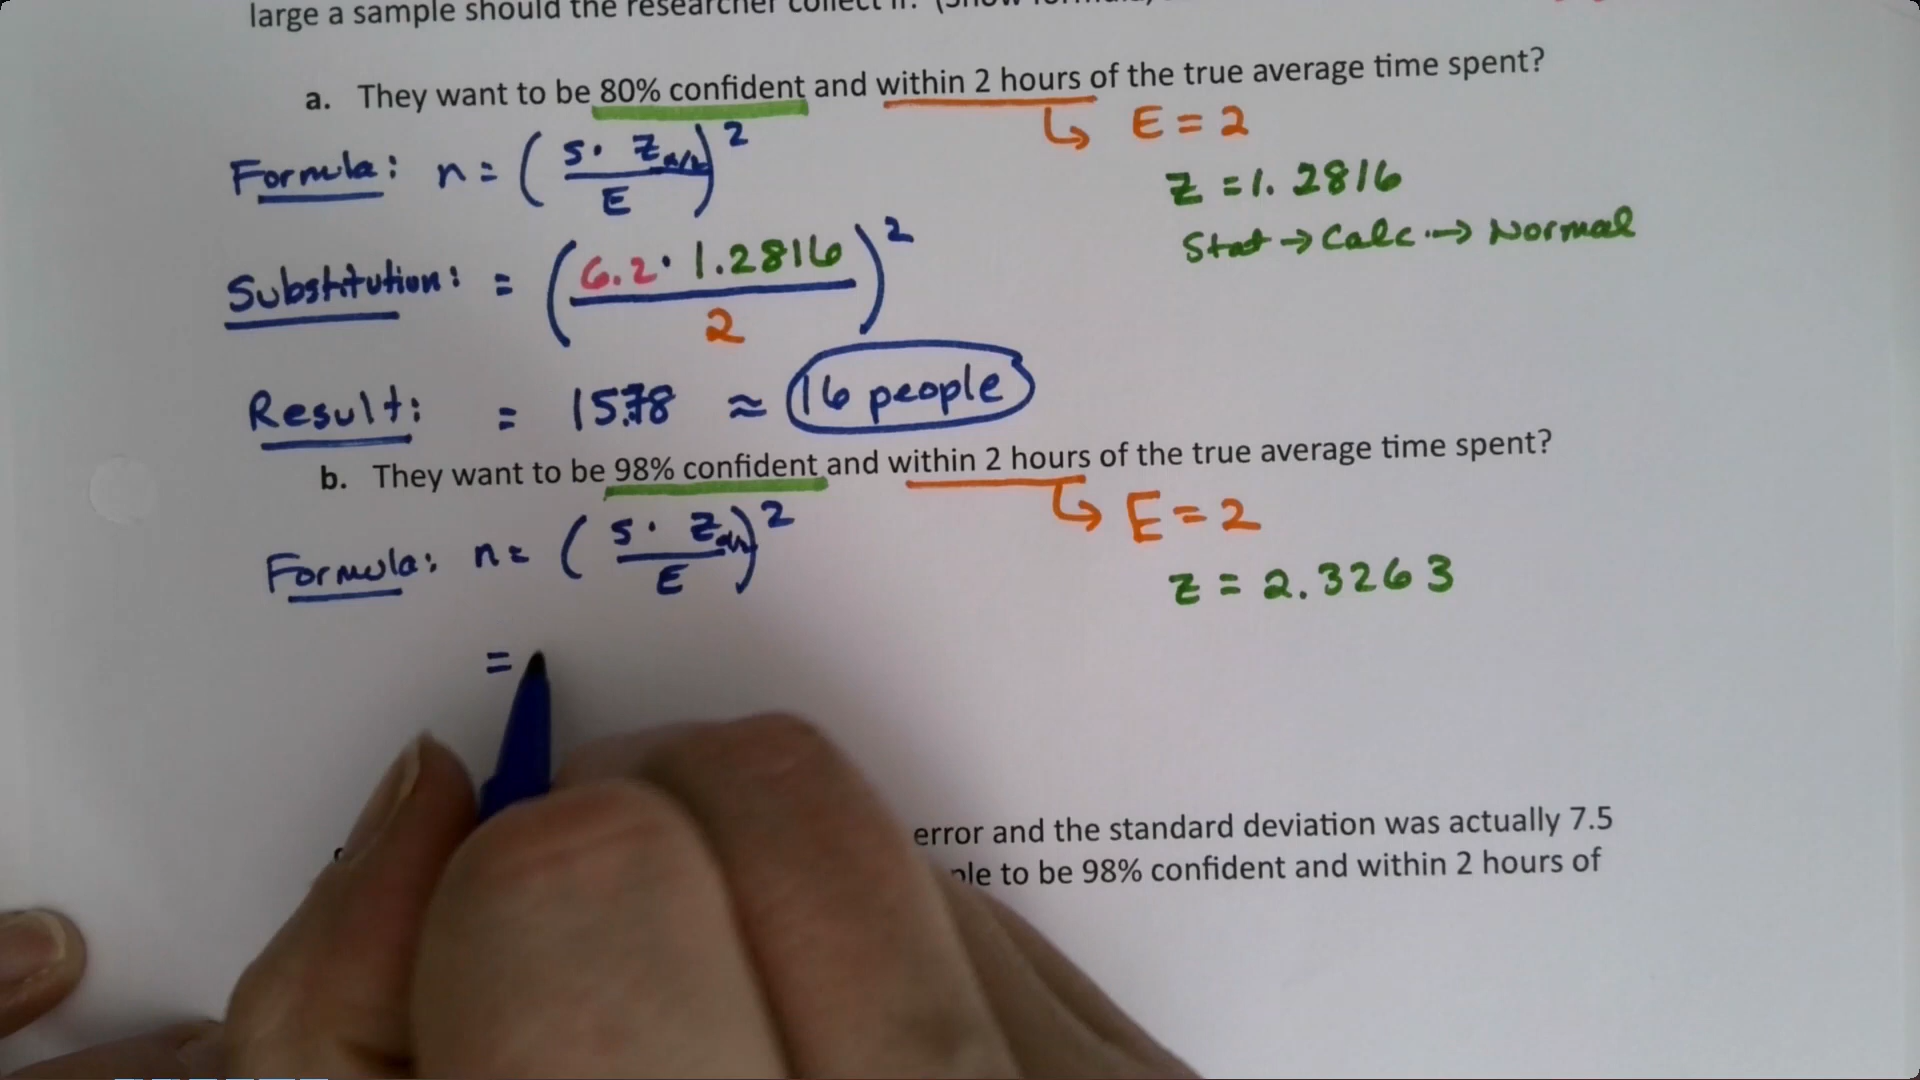 large a sample should the researcher collect if: (Show
a. They want to be 80% confident and within 2 hours of the true average time spent?
↳ E = 2
Formula: n = (s · Zα/2 / E)²
Z = 1.2816
Stat → Calc → Normal
Substitution: = (6.2 · 1.2816 / 2)²
Result: = 15.78 ≈ 16 people
b. They want to be 98% confident and within 2 hours of the true average time spent?
↳ E = 2
Formula: n = (s · Zα/2 / E)²
Z = 2.3263
=
error and the standard deviation was actually 7.5
to be 98% confident and within 2 hours of